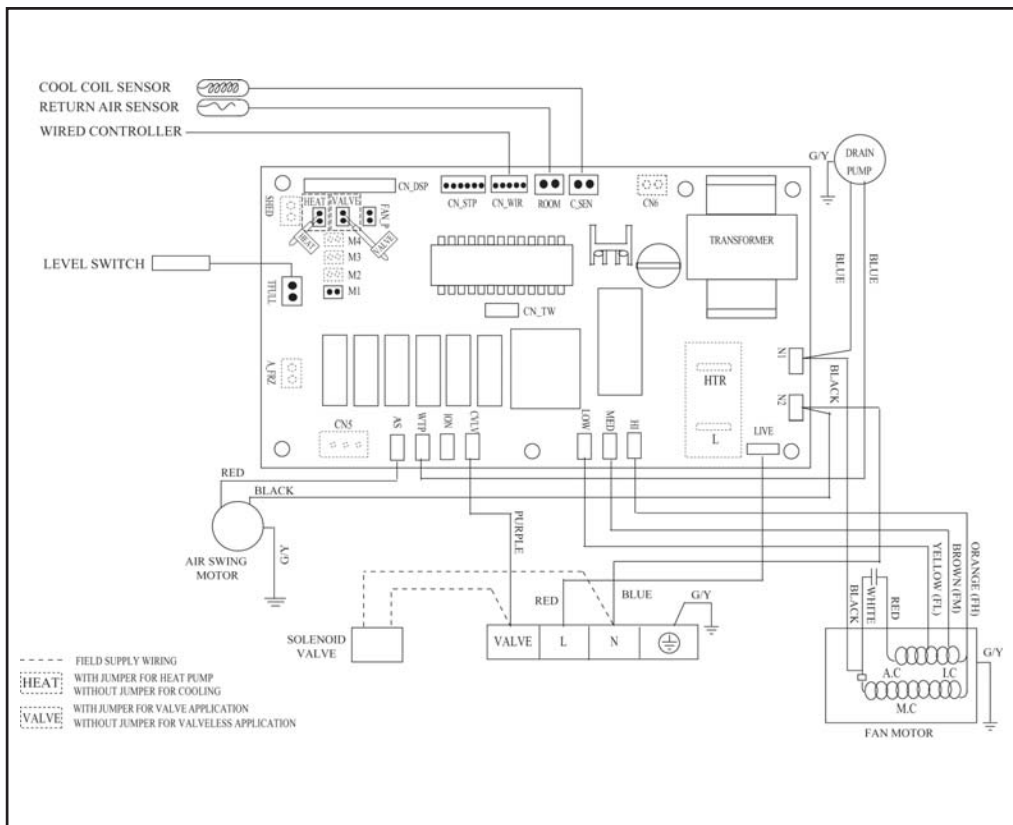 COOL COIL SENSOR
RETURN AIR SENSOR
WIRED CONTROLLER
G/Y
DRAIN
PUMP
CN_DSP
CN_STP
CN_WIR
ROOM
C_SEN
CN6
SHED
HEAT
VALVE
FAN_P
HEAT
VALVE
M4
M3
M2
M1
TRANSFORMER
BLUE
BLUE
LEVEL SWITCH
TFULL
CN_TW
A_FRZ
N1
BLACK
HTR
N2
CN5
AS
WTP
ION
CVLV
LOW
MED
HI
L
LIVE
RED
BLACK
PURPLE
G/Y
AIR SWING
MOTOR
YELLOW (FL)
BROWN (FM)
ORANGE (FH)
BLACK
WHITE
RED
RED
BLUE
G/Y
SOLENOID
VALVE
VALVE
L
N
G/Y
A.C
I.C
M.C
FAN MOTOR
FIELD SUPPLY WIRING
HEAT
WITH JUMPER FOR HEAT PUMP
WITHOUT JUMPER FOR COOLING
VALVE
WITH JUMPER FOR VALVE APPLICATION
WITHOUT JUMPER FOR VALVELESS APPLICATION